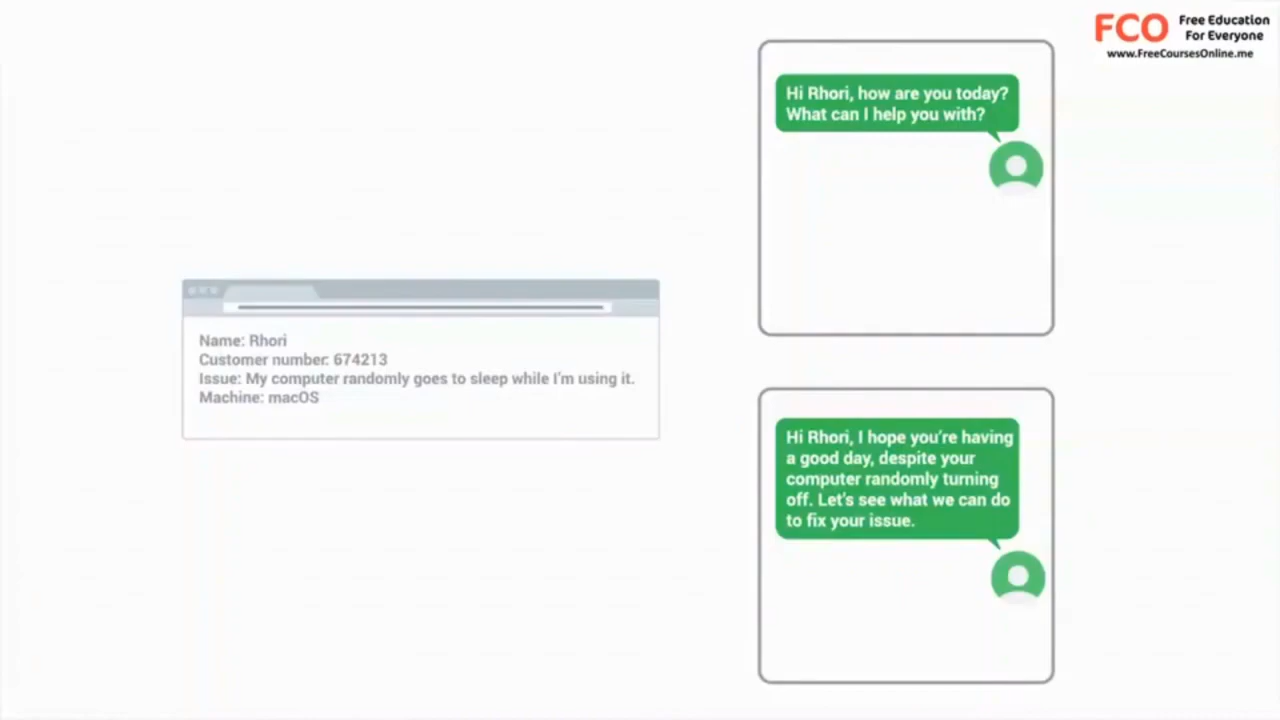 FCO Free Education
For Everyone
www.FreeCoursesOnline.me
Hi Rhori, how are you today?
What can I help you with?
Name: Rhori
Customer number: 674213
Issue: My computer randomly goes to sleep while I'm using it.
Machine: macOS
Hi Rhori, I hope you're having
a good day, despite your
computer randomly turning
off. Let's see what we can do
to fix your issue.